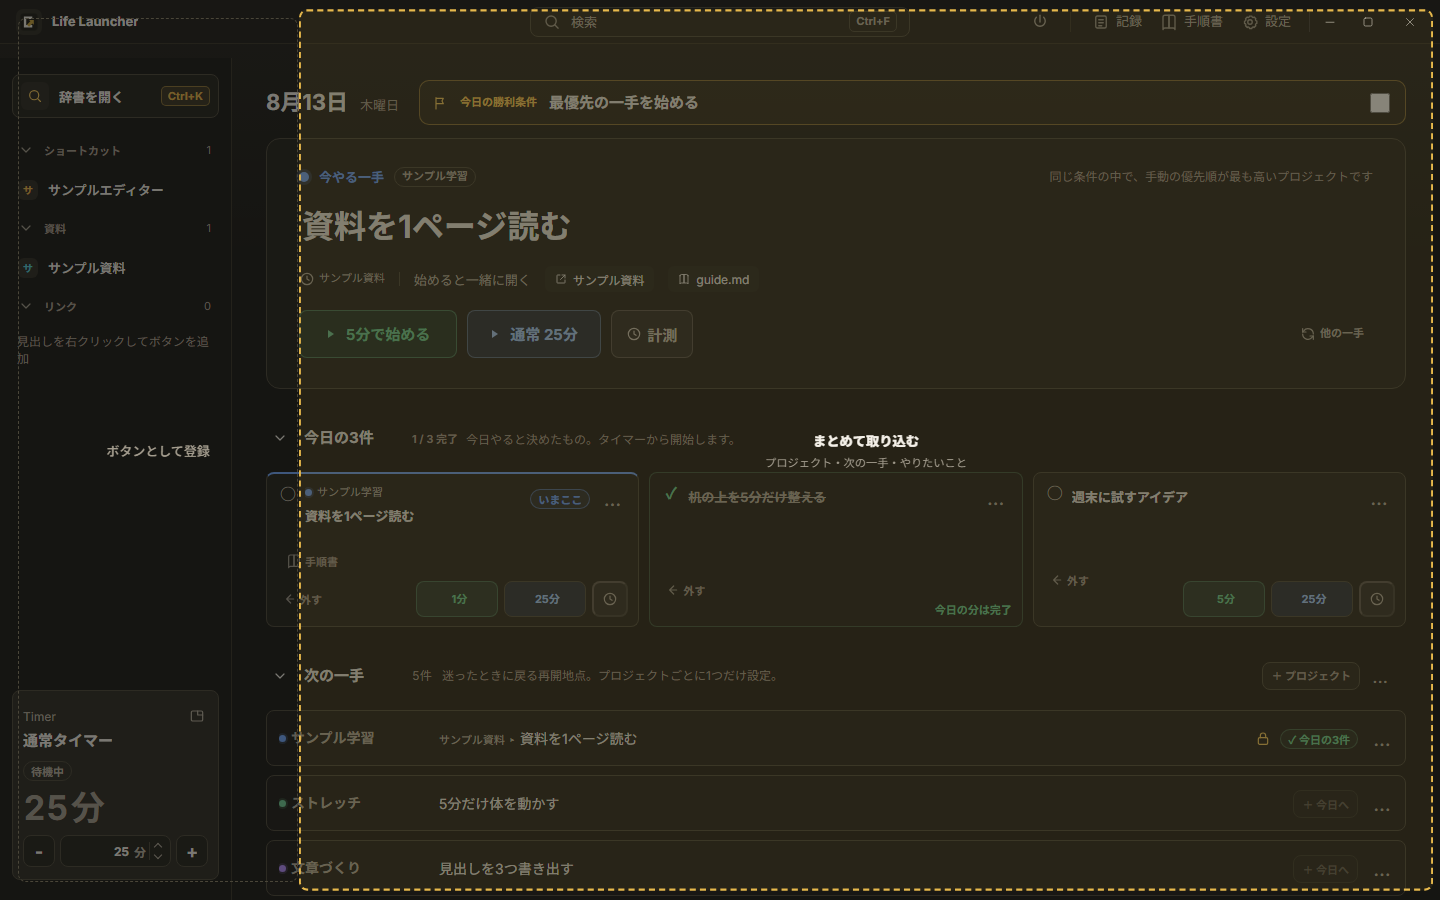 Life Launcher
検索
Ctrl+F
記録
手順書
設定
辞書を開く
Ctrl+K
ショートカット
1
サ
サンプルエディター
資料
1
サ
サンプル資料
リンク
0
見出しを右クリックしてボタンを追
加
ボタンとして登録
Timer
通常タイマー
待機中
25分
-
25 分
+
8月13日
木曜日
今日の勝利条件
最優先の一手を始める
今やる一手
サンプル学習
同じ条件の中で、手動の優先順が最も高いプロジェクトです
資料を1ページ読む
サンプル資料
始めると一緒に開く
サンプル資料
guide.md
5分で始める
通常 25分
計測
他の一手
今日の3件
1 / 3 完了
今日やると決めたもの。タイマーから開始します。
まとめて取り込む
プロジェクト・次の一手・やりたいこと
サンプル学習
いまここ
...
資料を1ページ読む
手順書
外す
1分
25分
机の上を5分だけ整える
...
外す
今日の分は完了
週末に試すアイデア
...
外す
5分
25分
次の一手
5件
迷ったときに戻る再開地点。プロジェクトごとに1つだけ設定。
+ プロジェクト
...
サンプル学習
サンプル資料 ▸ 資料を1ページ読む
✓今日の3件
...
ストレッチ
5分だけ体を動かす
+ 今日へ
...
文章づくり
見出しを3つ書き出す
+ 今日へ
...